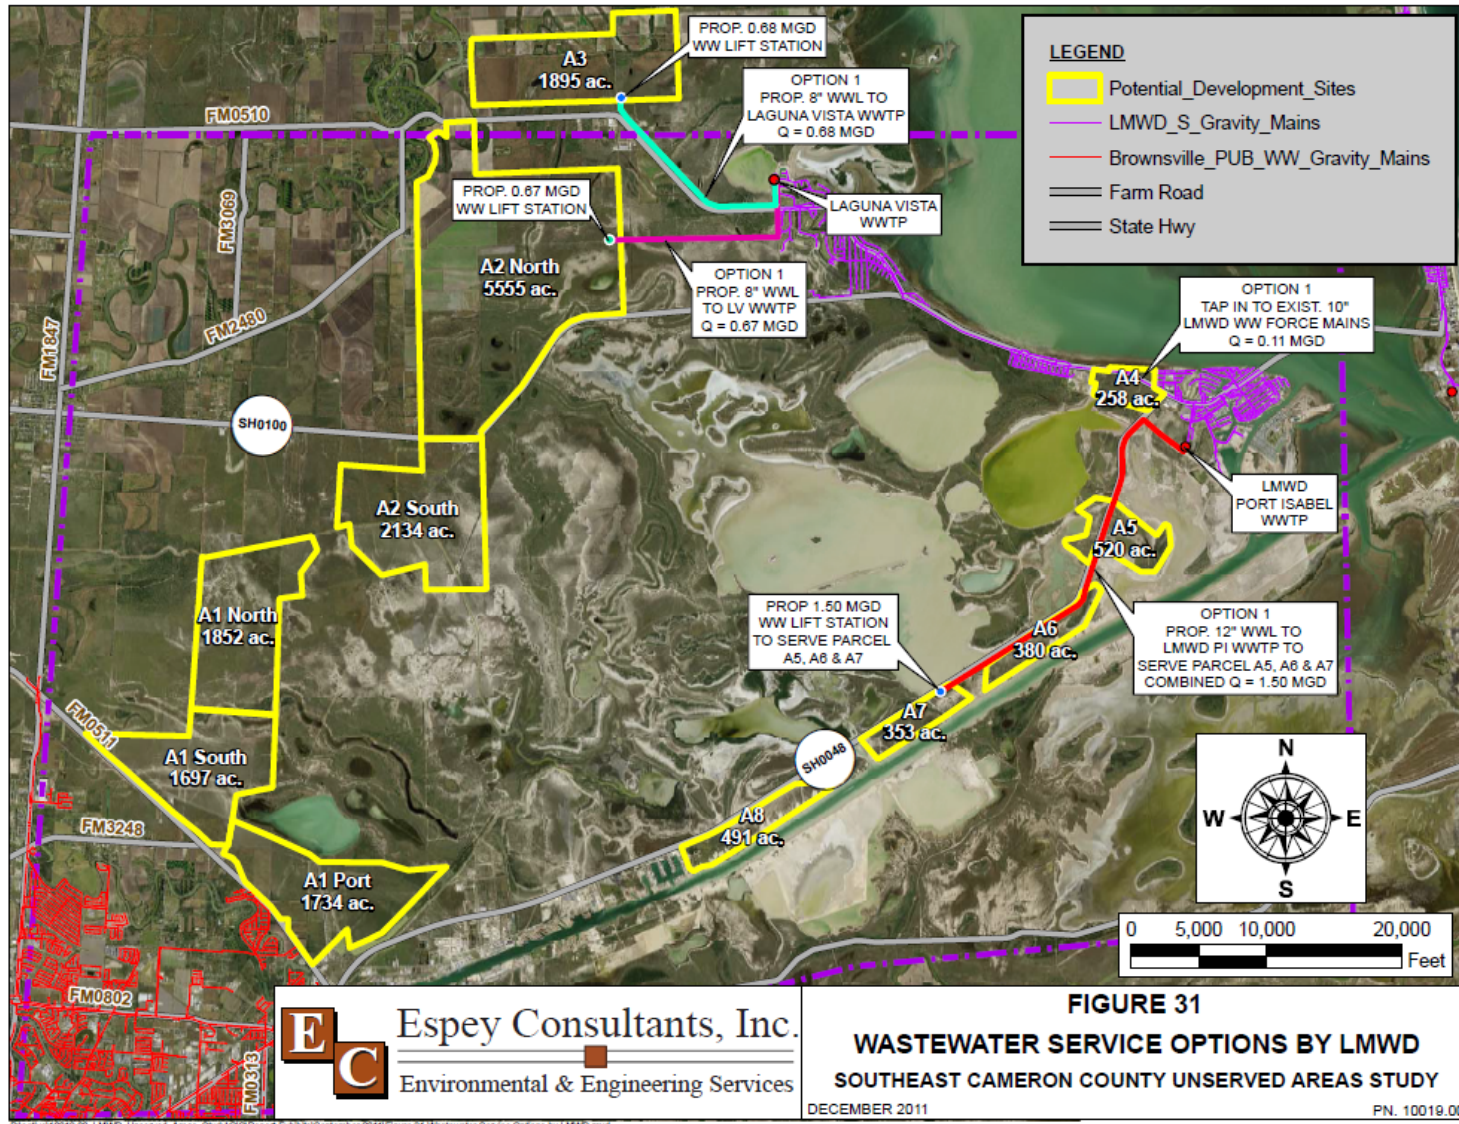 PROP. 0.68 MGD
WW LIFT STATION
A3
1895 ac.
OPTION 1
PROP. 8" WWL TO
LAGUNA VISTA WWTP
Q = 0.68 MGD
LEGEND
Potential_Development_Sites
LMWD_S_Gravity_Mains
Brownsville_PUB_WW_Gravity_Mains
Farm Road
State Hwy
FM0510
FM3069
PROP. 0.67 MGD
WW LIFT STATION
LAGUNA VISTA
WWTP
A2 North
5555 ac.
OPTION 1
PROP. 8" WWL
TO LV WWTP
Q = 0.67 MGD
OPTION 1
TAP IN TO EXIST. 10"
LMWD WW FORCE MAINS
Q = 0.11 MGD
FM2480
FM1847
A4
258 ac.
SH0100
LMWD
PORT ISABEL
WWTP
A2 South
2134 ac.
A5
520 ac.
A1 North
1852 ac.
PROP 1.50 MGD
WW LIFT STATION
TO SERVE PARCEL
A5, A6 & A7
A6
380 ac.
OPTION 1
PROP. 12" WWL TO
LMWD PI WWTP TO
SERVE PARCEL A5, A6 & A7
COMBINED Q = 1.50 MGD
FM0511
A7
353 ac.
A1 South
1697 ac.
SH0048
N
W E
S
FM3248
A8
491 ac.
A1 Port
1734 ac.
0 5,000 10,000 20,000
Feet
FM0802
FM0313
EC
Espey Consultants, Inc.
Environmental & Engineering Services
FIGURE 31
WASTEWATER SERVICE OPTIONS BY LMWD
SOUTHEAST CAMERON COUNTY UNSERVED AREAS STUDY
DECEMBER 2011
PN. 10019.00